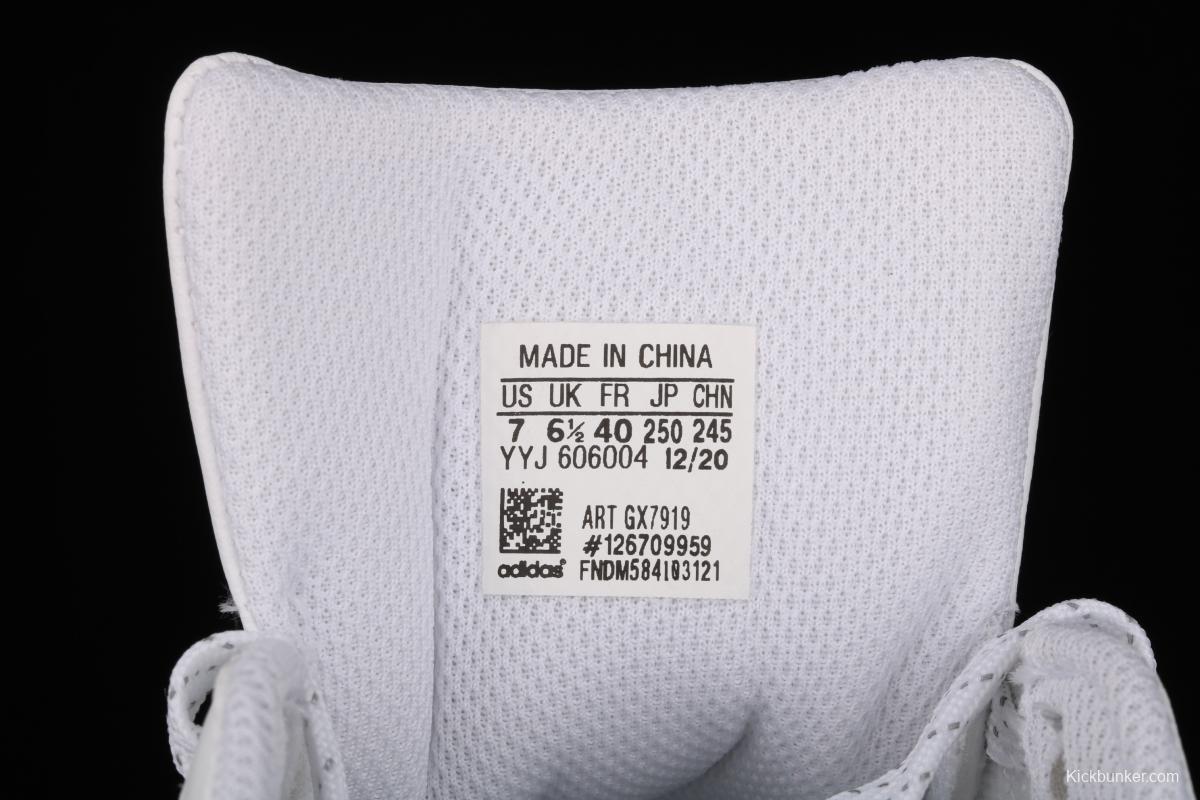 MADE IN CHINA
US UK FR JP CHN
7 6½ 40 250 245
YYJ 606004 12/20
ART GX7919
#126709959
adidas FNDM584103121
Kickbunker.com